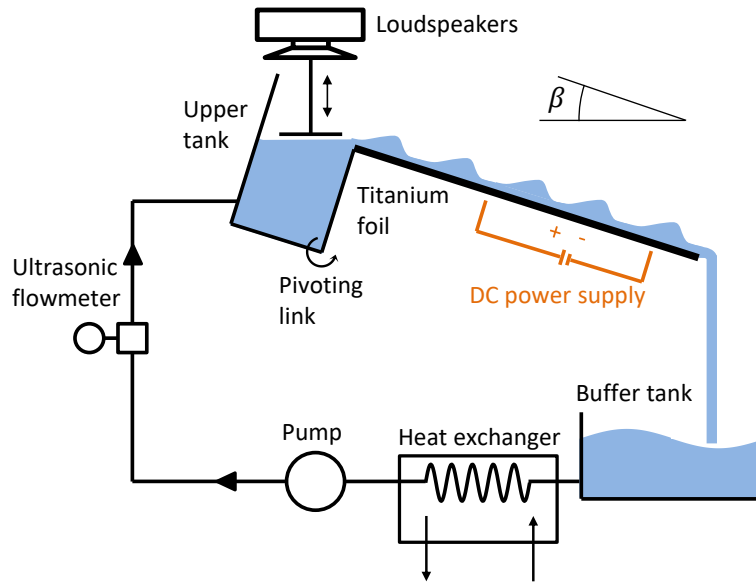 Loudspeakers
β
Upper
tank
Titanium
foil
+ -
Ultrasonic
flowmeter
Pivoting
link
DC power supply
Buffer tank
Pump
Heat exchanger